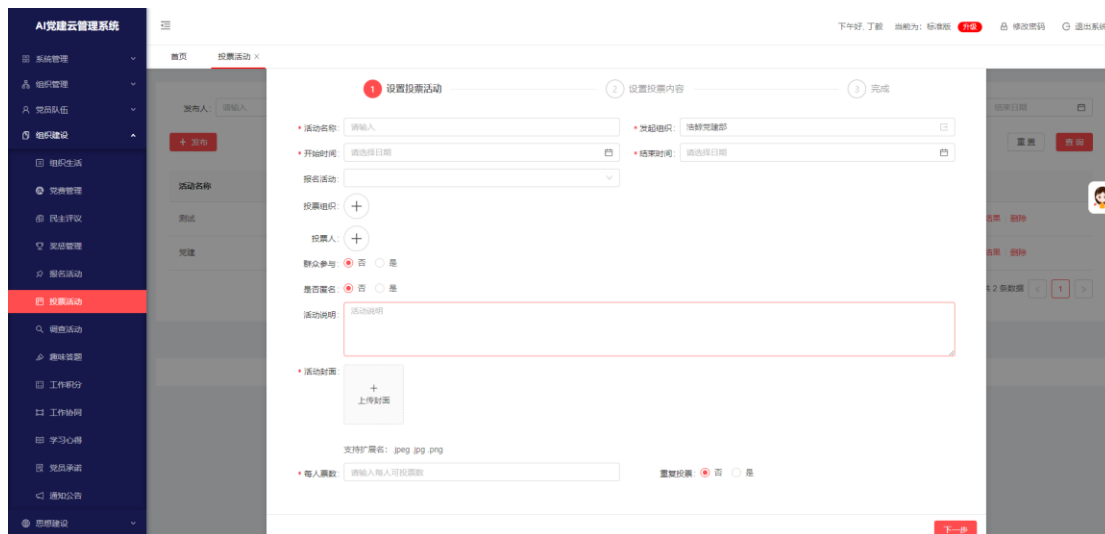 AI党建云管理系统
下午好, 丁毅 当前为: 标准版 升级 修改密码 退出系统
首页 投票活动 ×
系统管理
组织管理
党员队伍
组织建设
组织生活
党费管理
民主评议
奖惩管理
报名活动
投票活动
调查活动
趣味答题
工作积分
工作协同
学习心得
党员承诺
通知公告
思想建设
发布人: 请输入
结束日期
+ 发布
重置 查询
活动名称
测试
结果 删除
党建
结果 删除
共 2 条数据 < 1 >
1 设置投票活动 2 设置投票内容 3 完成
* 活动名称: 请输入
* 发起组织: 浩鲸党建部
* 开始时间: 请选择日期
* 结束时间: 请选择日期
报名活动:
投票组织: +
投票人: +
群众参与: 否 是
是否匿名: 否 是
活动说明: 活动说明
* 活动封面: + 上传封面
支持扩展名: .jpeg .jpg .png
* 每人票数: 请输入每人可投票数
重复投票: 否 是
下一步